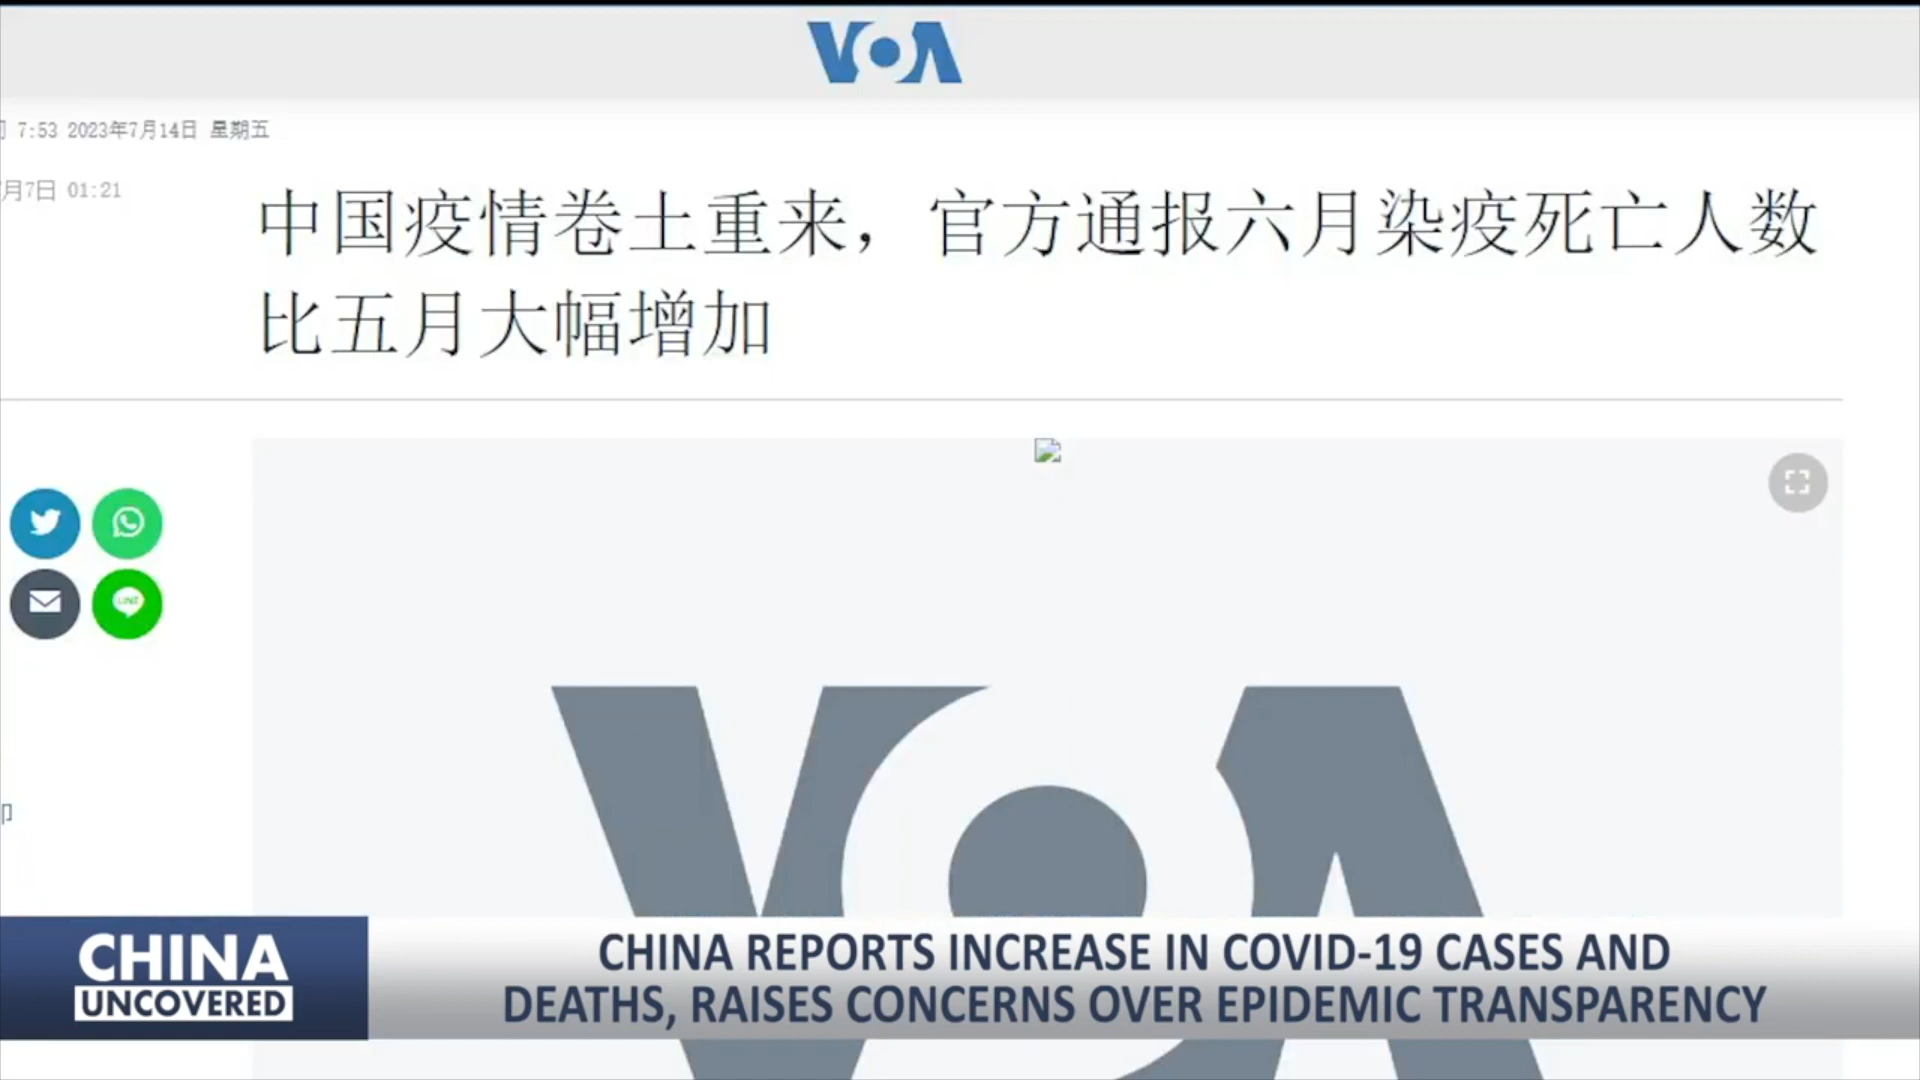 VOA
7:53 2023年7月14日 星期五
月7日 01:21
中国疫情卷土重来，官方通报六月染疫死亡人数
比五月大幅增加
LINE
VOA
CHINA
UNCOVERED
CHINA REPORTS INCREASE IN COVID-19 CASES AND
DEATHS, RAISES CONCERNS OVER EPIDEMIC TRANSPARENCY